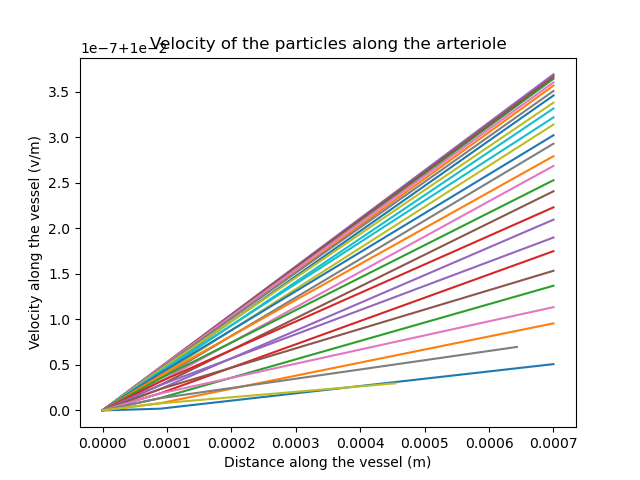 1e−7+1e−2
Velocity of the particles along the arteriole
Velocity along the vessel (v/m)
3.5
3.0
2.5
2.0
1.5
1.0
0.5
0.0
0.0000 0.0001 0.0002 0.0003 0.0004 0.0005 0.0006 0.0007
Distance along the vessel (m)